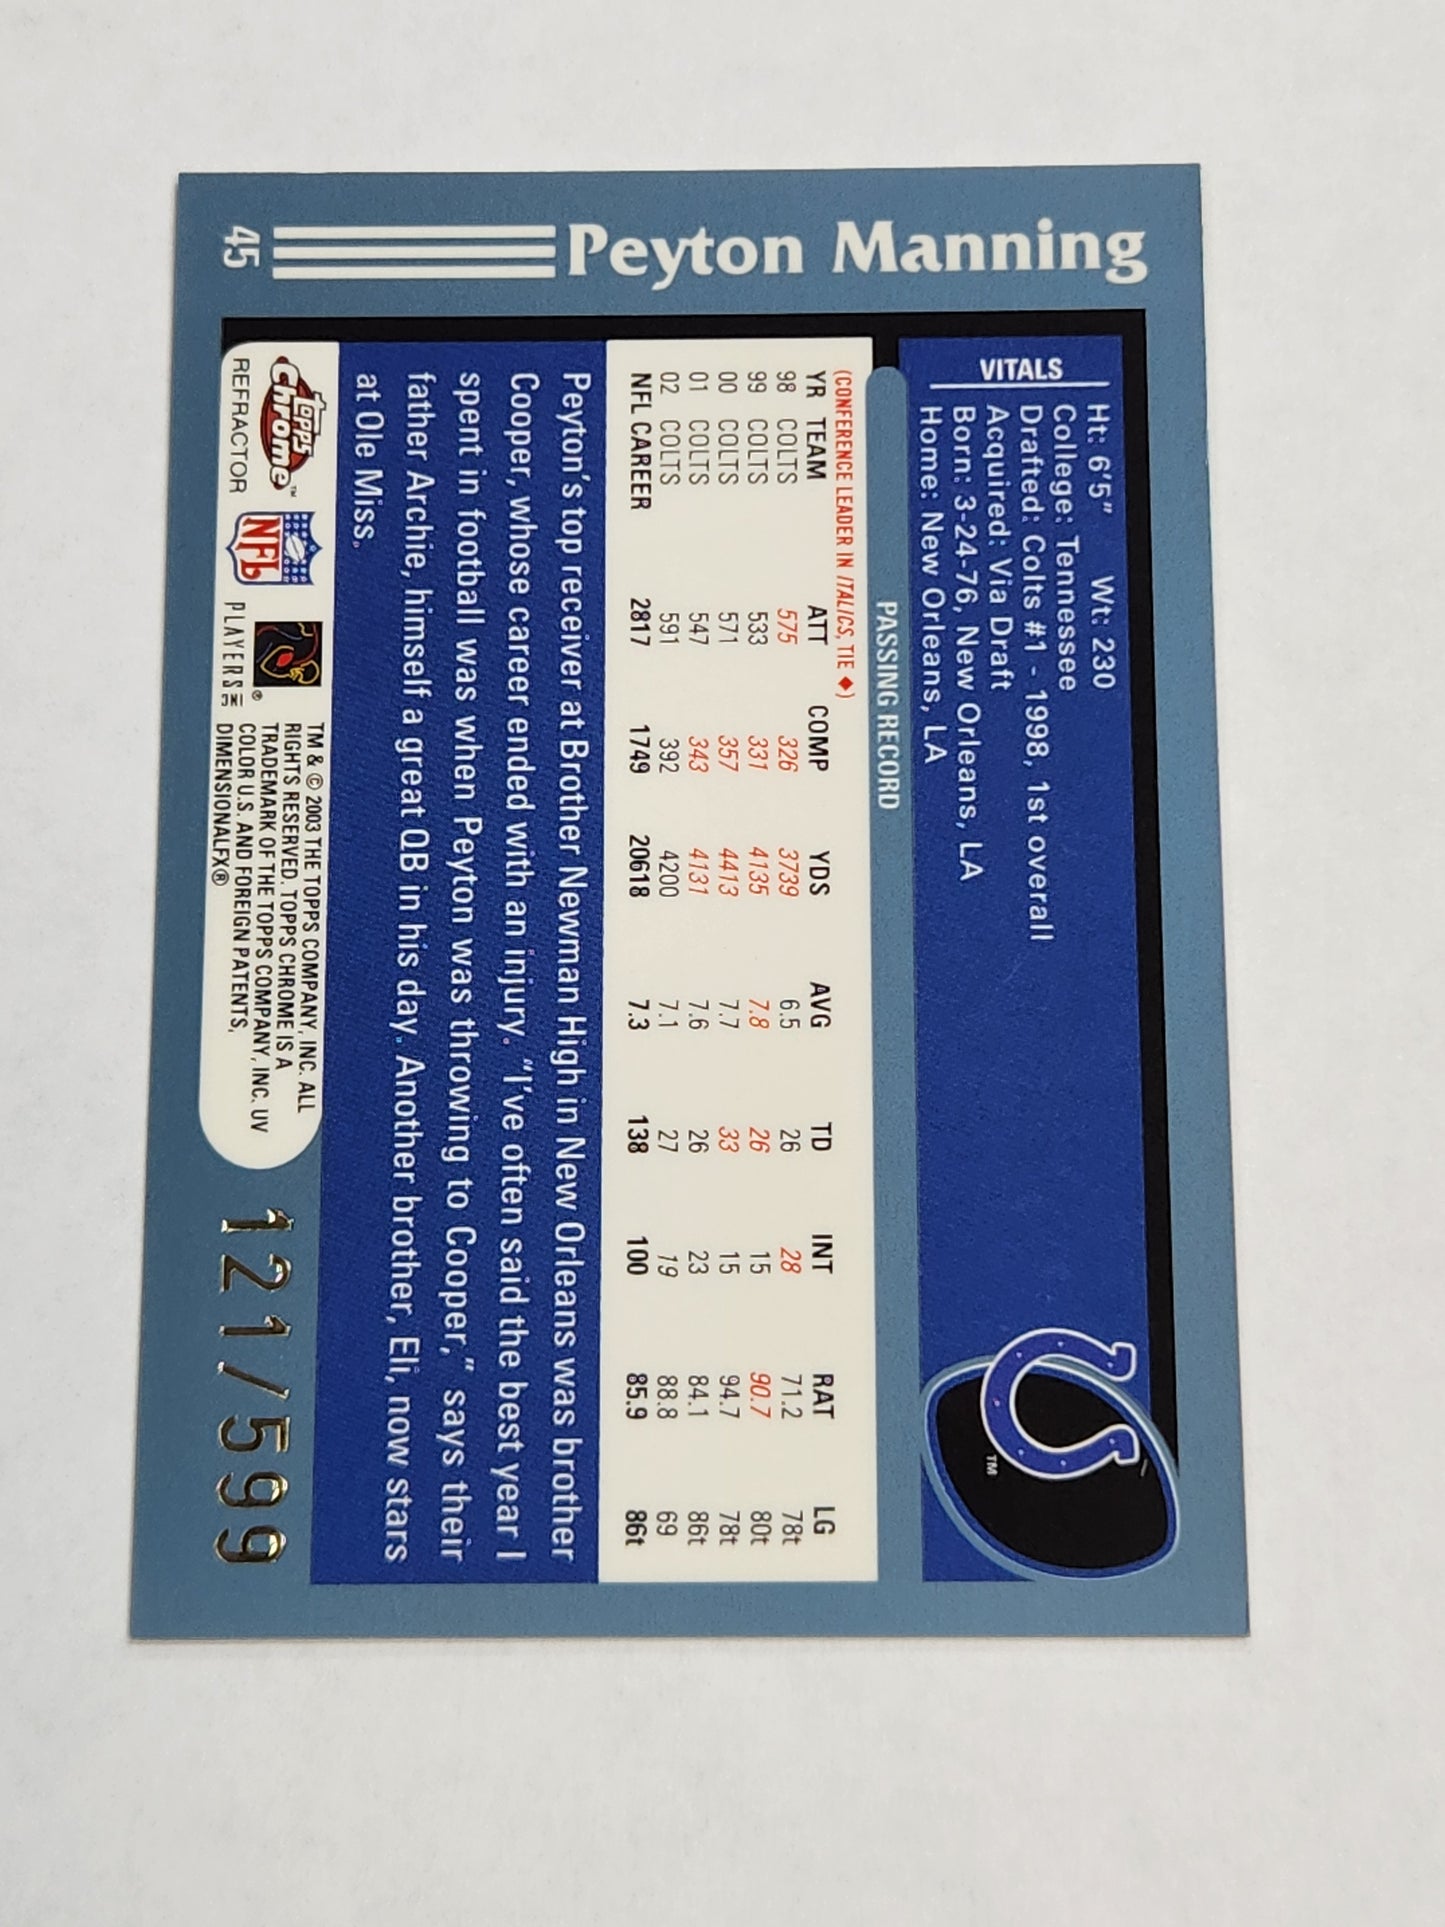 45 Peyton Manning
VITALS
Ht: 6'5" Wt: 230
College: Tennessee
Drafted: Colts #1 - 1998, 1st overall
Acquired: Via Draft
Born: 3-24-76, New Orleans, LA
Home: New Orleans, LA
TM
PASSING RECORD
(CONFERENCE LEADER IN ITALICS, TIE ♦)
YR TEAM ATT COMP YDS AVG TD INT RAT LG
98 COLTS 575 326 3739 6.5 26 28 71.2 78t
99 COLTS 533 331 4135 7.8 26 15 90.7 80t
00 COLTS 571 357 4413 7.7 33 15 94.7 78t
01 COLTS 547 343 4131 7.6 26 23 84.1 86t
02 COLTS 591 392 4200 7.1 27 19 88.8 69
NFL CAREER 2817 1749 20618 7.3 138 100 85.9 86t
Peyton's top receiver at Brother Newman High in New Orleans was brother
Cooper, whose career ended with an injury. "I've often said the best year I
spent in football was when Peyton was throwing to Cooper," says their
father Archie, himself a great QB in his day. Another brother, Eli, now stars
at Ole Miss.
Topps Chrome™
REFRACTOR
NFL
PLAYERS INC ®
TM & © 2003 THE TOPPS COMPANY, INC. ALL
RIGHTS RESERVED. TOPPS CHROME IS A
TRADEMARK OF THE TOPPS COMPANY, INC. UV
COLOR U.S. AND FOREIGN PATENTS,
DIMENSIONALFX®
121/599